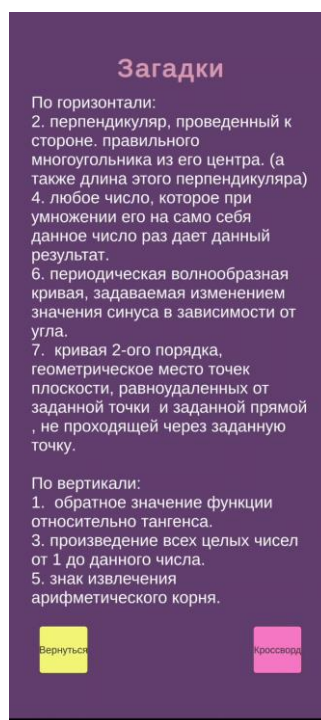 Загадки
По горизонтали:
2. перпендикуляр, проведенный к
стороне. правильного
многоугольника из его центра. (а
также длина этого перпендикуляра)
4. любое число, которое при
умножении его на само себя
данное число раз дает данный
результат.
6. периодическая волнообразная
кривая, задаваемая изменением
значения синуса в зависимости от
угла.
7. кривая 2-ого порядка,
геометрическое место точек
плоскости, равноудаленных от
заданной точки и заданной прямой
, не проходящей через заданную
точку.
По вертикали:
1. обратное значение функции
относительно тангенса.
3. произведение всех целых чисел
от 1 до данного числа.
5. знак извлечения
арифметического корня.
Вернуться
Кроссворд